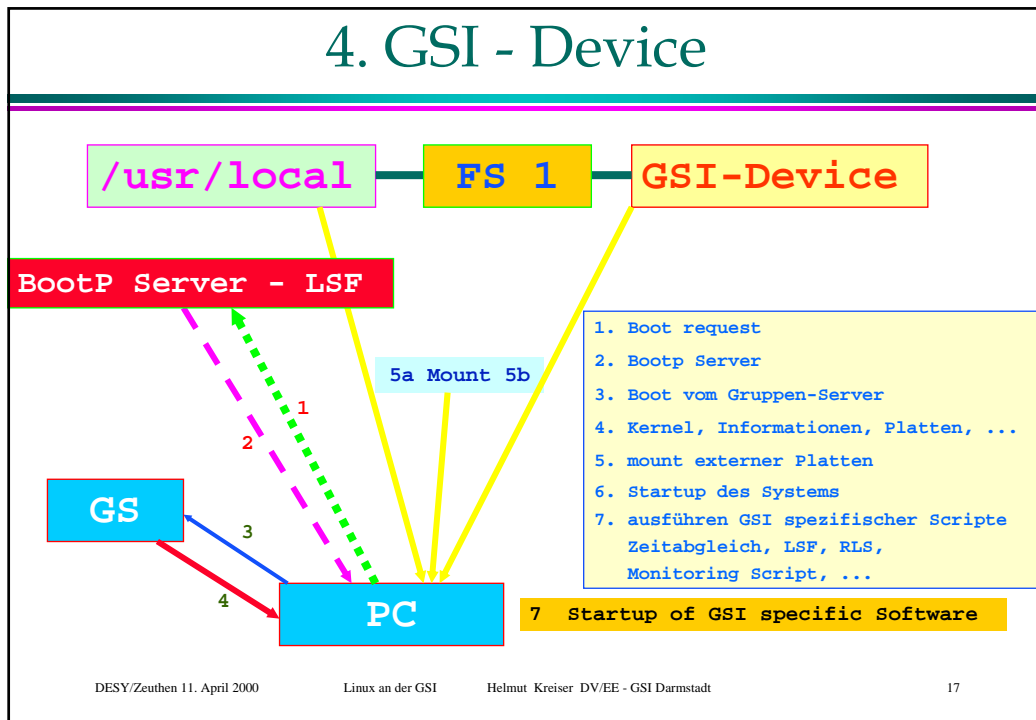 4. GSI - Device
/usr/local
FS 1
GSI-Device
BootP Server - LSF
5a Mount 5b
1
2
GS
3
4
PC
1. Boot request
2. Bootp Server
3. Boot vom Gruppen-Server
4. Kernel, Informationen, Platten, ...
5. mount externer Platten
6. Startup des Systems
7. ausführen GSI spezifischer Scripte
Zeitabgleich, LSF, RLS,
Monitoring Script, ...
7 Startup of GSI specific Software
DESY/Zeuthen 11. April 2000 Linux an der GSI Helmut Kreiser DV/EE - GSI Darmstadt 17